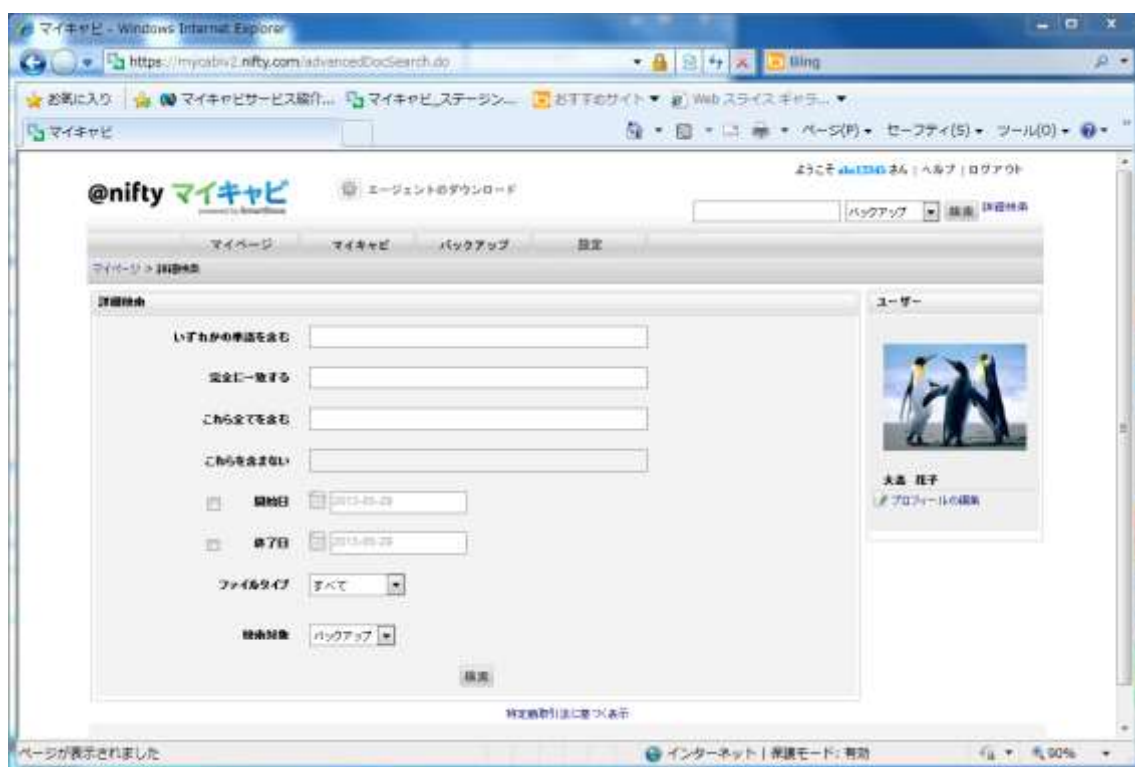 マイキャビ - Windows Internet Explorer
https://mycabiv2.nifty.com/advancedDocSearch.do
Bing
お気に入り マイキャビサービス紹介... マイキャビ_ステージン... おすすめサイト Web スライス ギャラ...
マイキャビ
ページ(P) セーフティ(S) ツール(O)
ようこそ abc12345 さん | ヘルプ | ログアウト
@nifty マイキャビ
エージェントのダウンロード
バックアップ 検索 詳細検索
マイページ マイキャビ バックアップ 設定
マイページ > 詳細検索
詳細検索
ユーザー
いずれかの単語を含む
完全に一致する
これら全てを含む
これらを含まない
開始日
終了日
ファイルタイプ すべて
検索対象 バックアップ
検索
花子
プロフィールの編集
特定商取引法に基づく表示
ページが表示されました
インターネット | 保護モード: 有効
90%